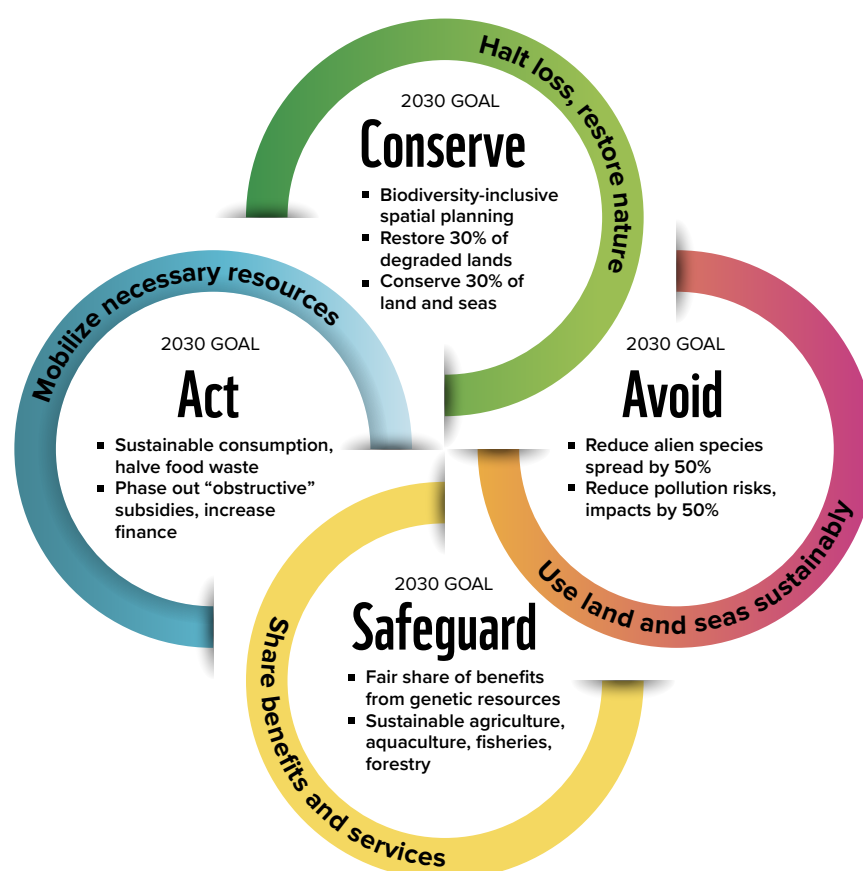 Halt loss, restore nature
2030 GOAL
Conserve
▪ Biodiversity-inclusive
spatial planning
▪ Restore 30% of
degraded lands
▪ Conserve 30% of
land and seas
Mobilize necessary resources
2030 GOAL
Act
▪ Sustainable consumption,
halve food waste
▪ Phase out “obstructive”
subsidies, increase
finance
2030 GOAL
Avoid
▪ Reduce alien species
spread by 50%
▪ Reduce pollution risks,
impacts by 50%
Use land and seas sustainably
2030 GOAL
Safeguard
▪ Fair share of benefits
from genetic resources
▪ Sustainable agriculture,
aquaculture, fisheries,
forestry
Share benefits and services